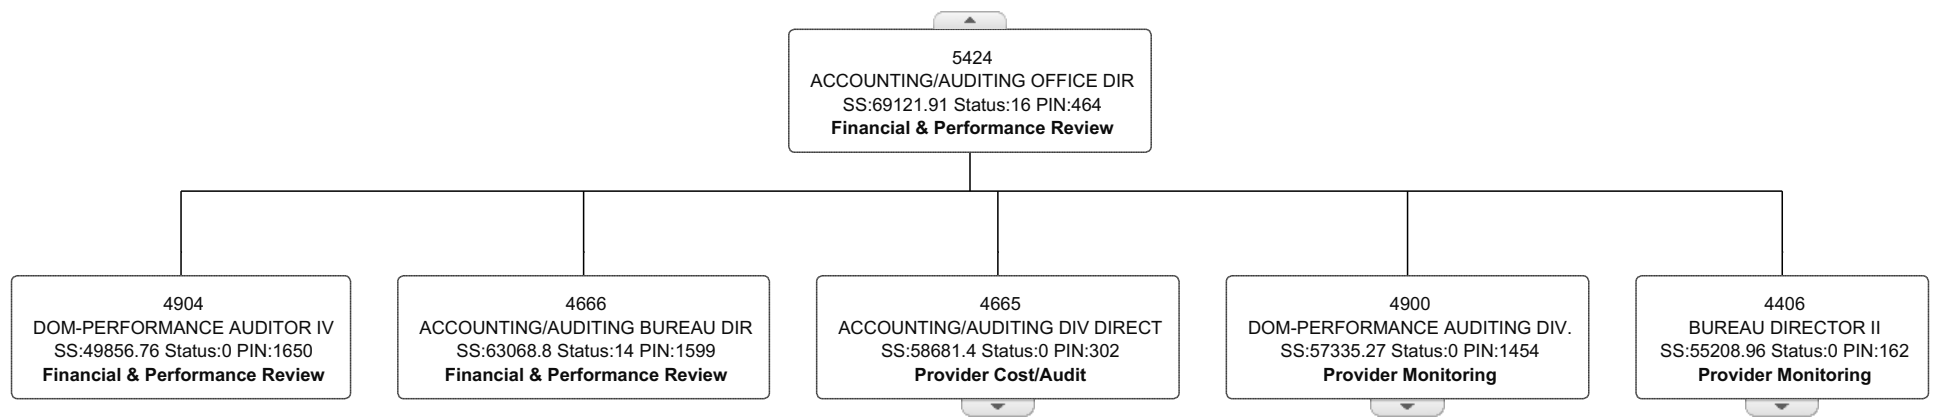 5424
ACCOUNTING/AUDITING OFFICE DIR
SS:69121.91 Status:16 PIN:464
Financial & Performance Review
4904
DOM-PERFORMANCE AUDITOR IV
SS:49856.76 Status:0 PIN:1650
Financial & Performance Review
4666
ACCOUNTING/AUDITING BUREAU DIR
SS:63068.8 Status:14 PIN:1599
Financial & Performance Review
4665
ACCOUNTING/AUDITING DIV DIRECT
SS:58681.4 Status:0 PIN:302
Provider Cost/Audit
4900
DOM-PERFORMANCE AUDITING DIV.
SS:57335.27 Status:0 PIN:1454
Provider Monitoring
4406
BUREAU DIRECTOR II
SS:55208.96 Status:0 PIN:162
Provider Monitoring